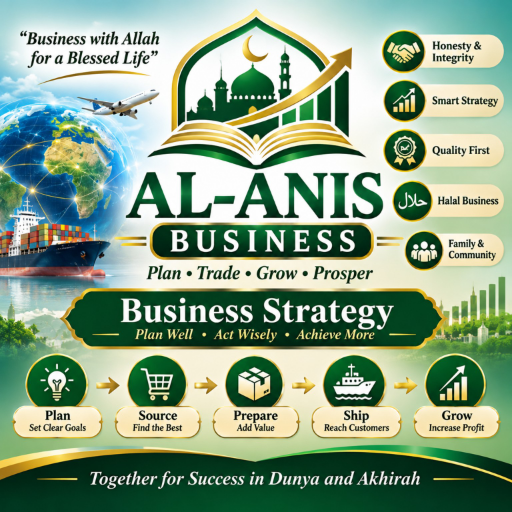 “Business with Allah
for a Blessed Life”
AL-ANIS
BUSINESS
Plan • Trade • Grow • Prosper
Honesty &
Integrity
Smart Strategy
Quality First
حلال
Halal Business
Family &
Community
Business Strategy
Plan Well • Act Wisely • Achieve More
Plan
Set Clear Goals
Source
Find the Best
Prepare
Add Value
Ship
Reach Customers
Grow
Increase Profit
Together for Success in Dunya and Akhirah